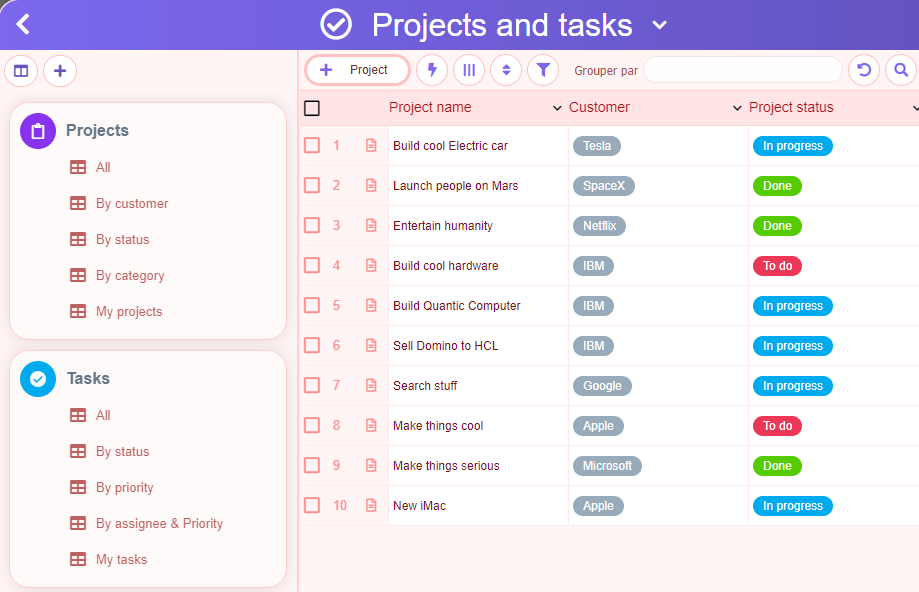 Projects and tasks
Project Grouper par
Projects
All
By customer
By status
By category
My projects
Tasks
All
By status
By priority
By assignee & Priority
My tasks
Project name Customer Project status
1 Build cool Electric car Tesla In progress
2 Launch people on Mars SpaceX Done
3 Entertain humanity Netflix Done
4 Build cool hardware IBM To do
5 Build Quantic Computer IBM In progress
6 Sell Domino to HCL IBM In progress
7 Search stuff Google In progress
8 Make things cool Apple To do
9 Make things serious Microsoft Done
10 New iMac Apple In progress